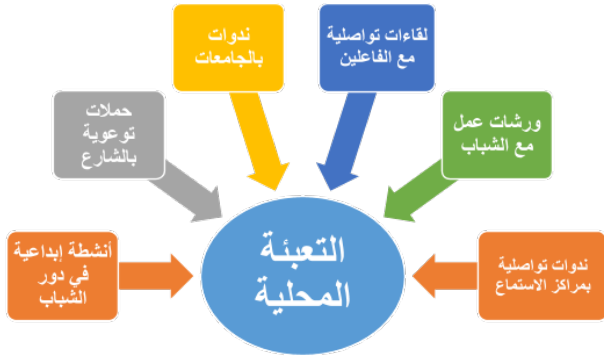 لقاءات تواصلية
مع الفاعلين
ندوات
بالجامعات
ورشات عمل
مع الشباب
حملات
توعوية
بالشارع
ندوات تواصلية
بمراكز الاستماع
أنشطة إبداعية
في دور
الشباب
التعبئة
المحلية